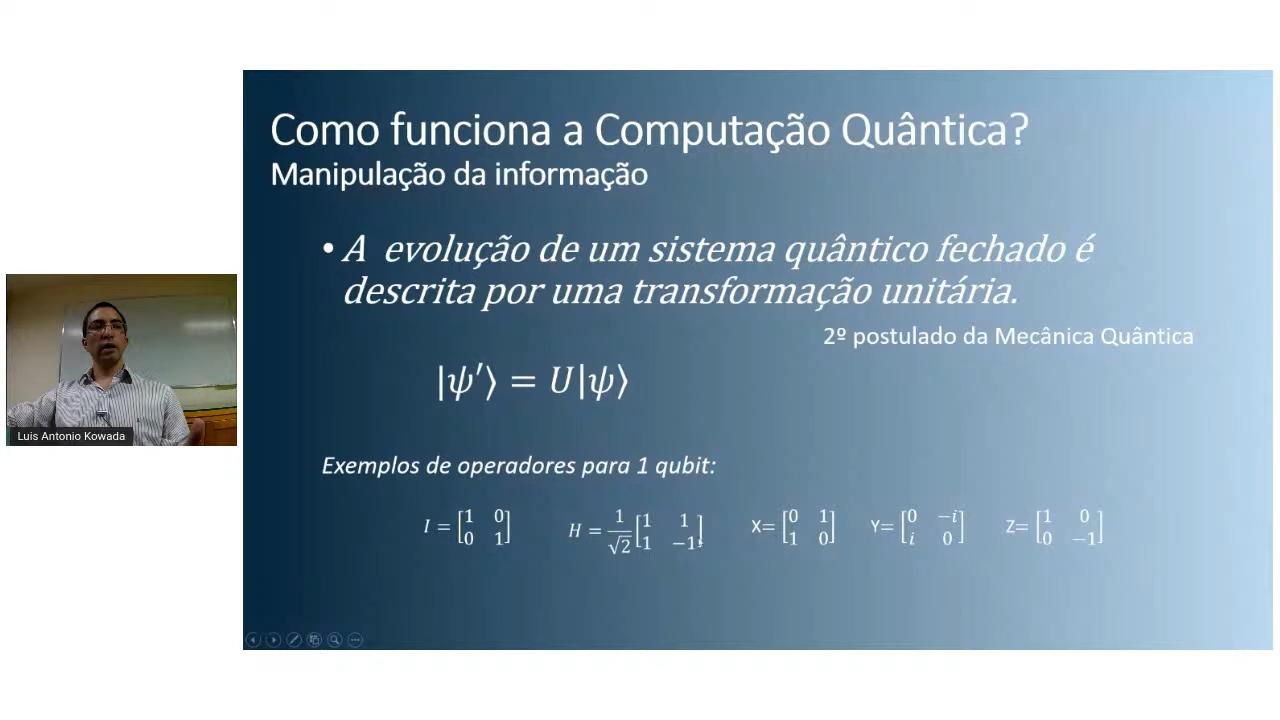 Como funciona a Computação Quântica?
Manipulação da informação
• A evolução de um sistema quântico fechado é
descrita por uma transformação unitária.
2º postulado da Mecânica Quântica
|ψ′⟩ = U|ψ⟩
Luis Antonio Kowada
Exemplos de operadores para 1 qubit:
I = [1 0; 0 1] H = 1/√2 [1 1; 1 −1] X= [0 1; 1 0] Y= [0 −i; i 0] Z= [1 0; 0 −1]